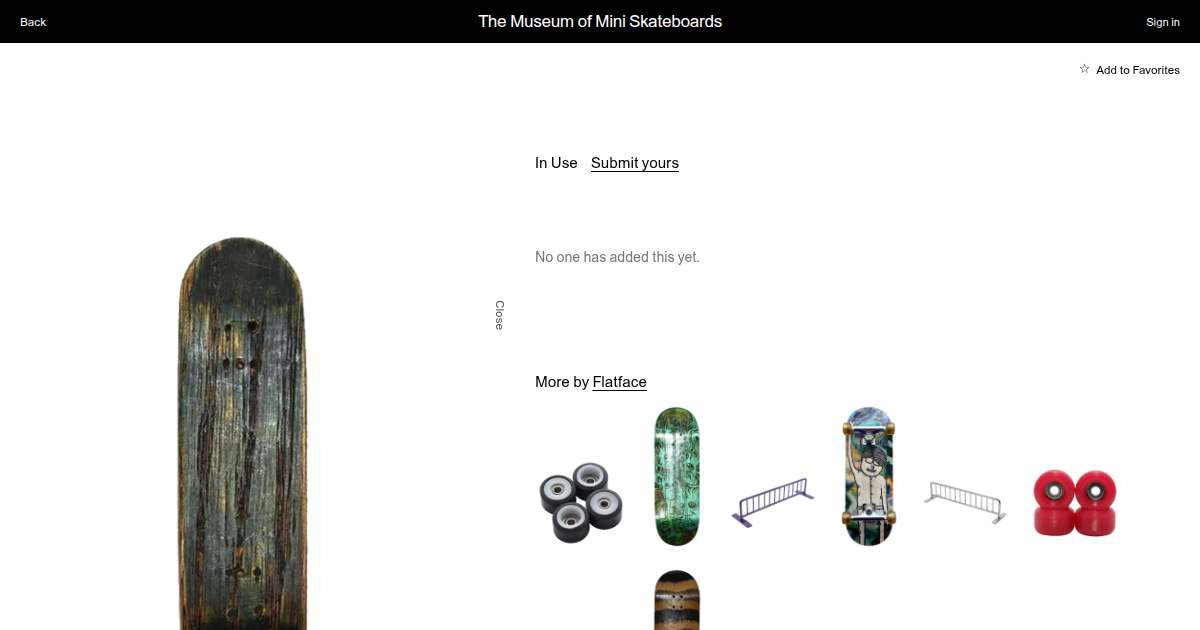 Back
The Museum of Mini Skateboards
Sign in
☆ Add to Favorites
In Use Submit yours
No one has added this yet.
Close
More by Flatface